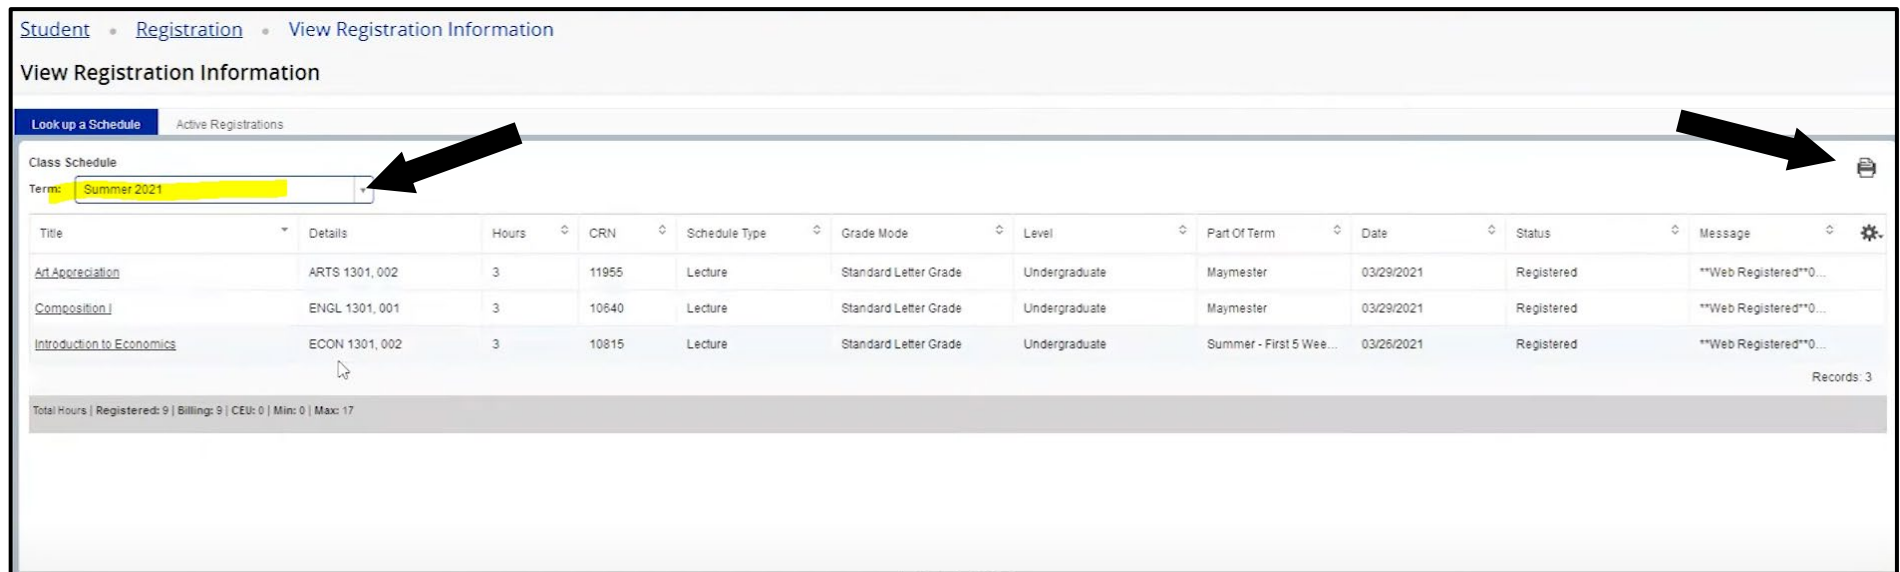 Student • Registration • View Registration Information
View Registration Information
Look up a Schedule Active Registrations
Class Schedule
Term: Summer 2021
Title Details Hours CRN Schedule Type Grade Mode Level Part Of Term Date Status Message
Art Appreciation ARTS 1301, 002 3 11955 Lecture Standard Letter Grade Undergraduate Maymester 03/29/2021 Registered **Web Registered**0...
Composition I ENGL 1301, 001 3 10640 Lecture Standard Letter Grade Undergraduate Maymester 03/29/2021 Registered **Web Registered**0...
Introduction to Economics ECON 1301, 002 3 10815 Lecture Standard Letter Grade Undergraduate Summer - First 5 Wee... 03/26/2021 Registered **Web Registered**0...
Records: 3
Total Hours | Registered: 9 | Billing: 9 | CEU: 0 | Min: 0 | Max: 17